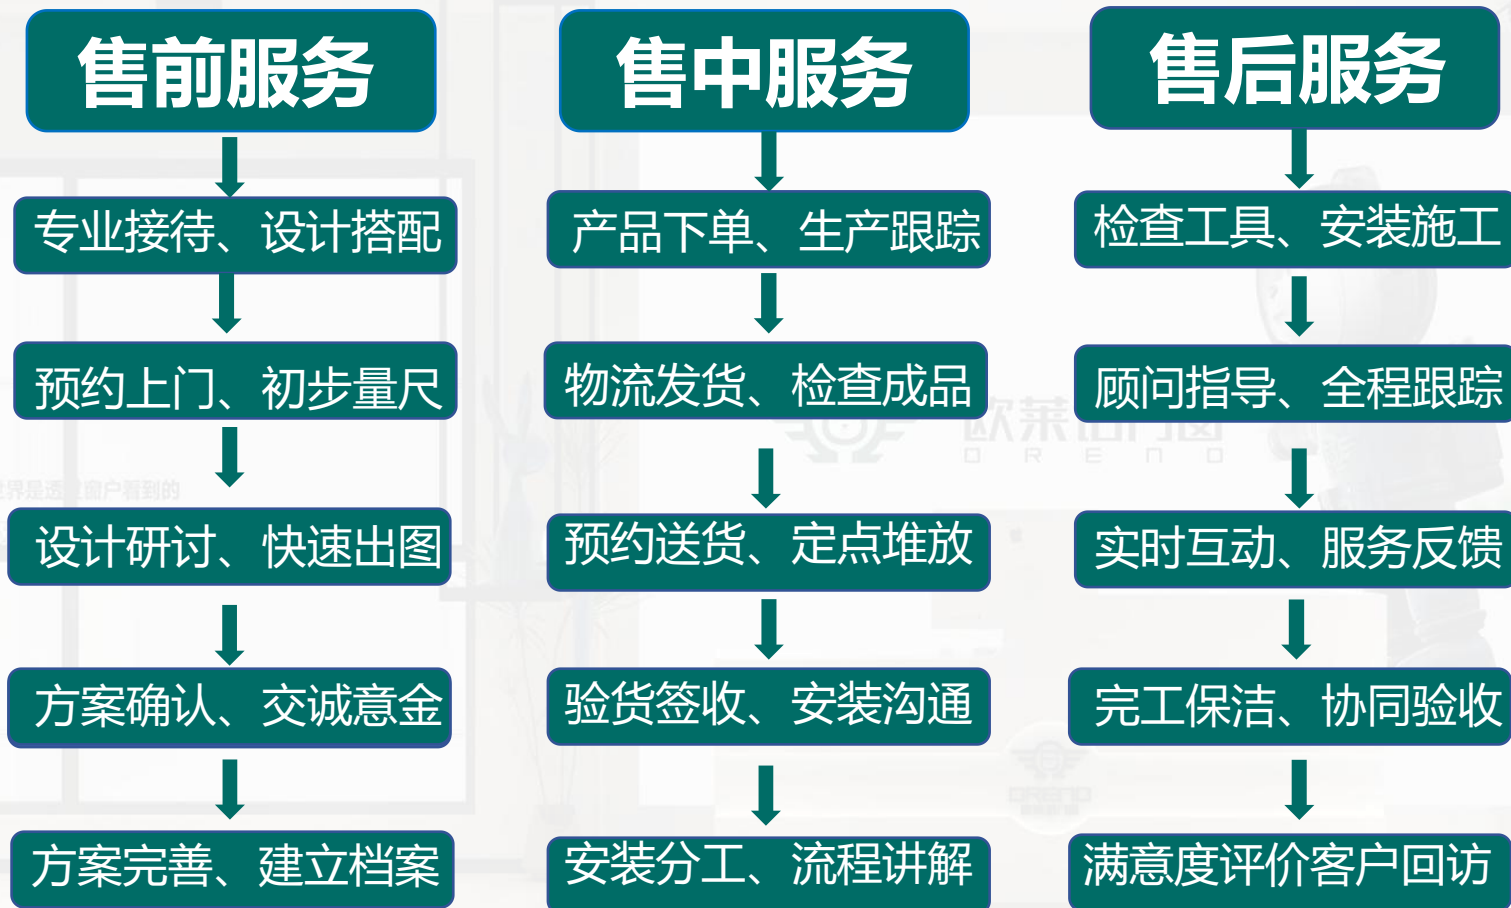 售前服务
专业接待、设计搭配
预约上门、初步量尺
设计研讨、快速出图
方案确认、交诚意金
方案完善、建立档案
售中服务
产品下单、生产跟踪
物流发货、检查成品
预约送货、定点堆放
验货签收、安装沟通
安装分工、流程讲解
售后服务
检查工具、安装施工
顾问指导、全程跟踪
实时互动、服务反馈
完工保洁、协同验收
满意度评价客户回访
ORENO
ORENO